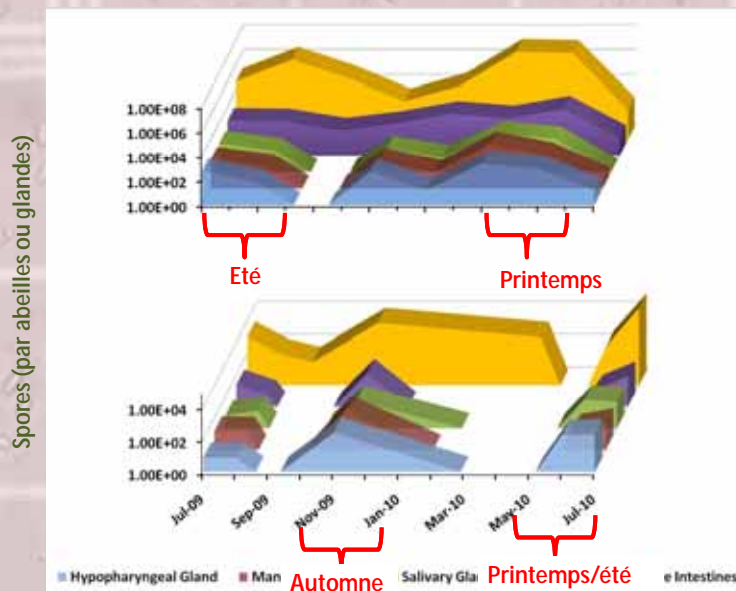 Spores (par abeilles ou glandes)
1.00E+08
1.00E+06
1.00E+04
1.00E+02
1.00E+00
Eté
Printemps
1.00E+04
1.00E+02
1.00E+00
Jul-09
Sep-09
Nov-09
Jan-10
Mar-10
May-10
Jul-10
Automne
Printemps/été
Hypopharyngeal Gland Man Salivary Gla e Intestines